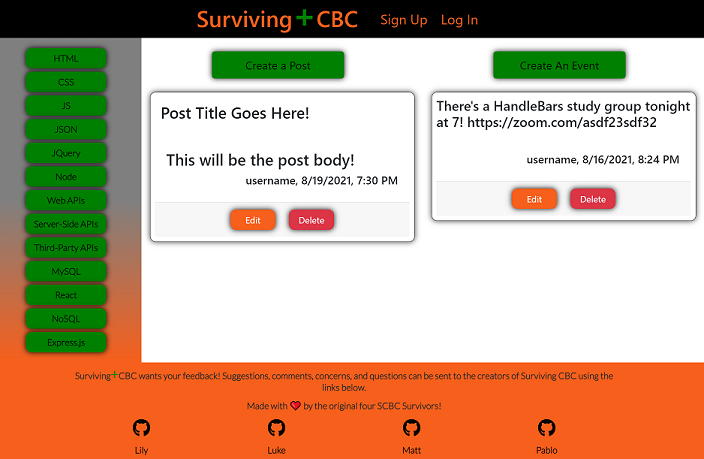 Surviving+CBC Sign Up Log In
HTML
CSS
JS
JSON
JQuery
Node
Web APIs
Server-Side APIs
Third-Party APIs
MySQL
React
NoSQL
Express.js
Create a Post
Post Title Goes Here!
This will be the post body!
username, 8/19/2021, 7:30 PM
Edit Delete
Create An Event
There's a HandleBars study group tonight
at 7! https://zoom.com/asdf23sdf32
username, 8/16/2021, 8:24 PM
Edit Delete
Surviving+CBC wants your feedback! Suggestions, comments, concerns, and questions can be sent to the creators of Surviving CBC using the
links below.
Made with ❤ by the original four SCBC Survivors!
Lily Luke Matt Pablo